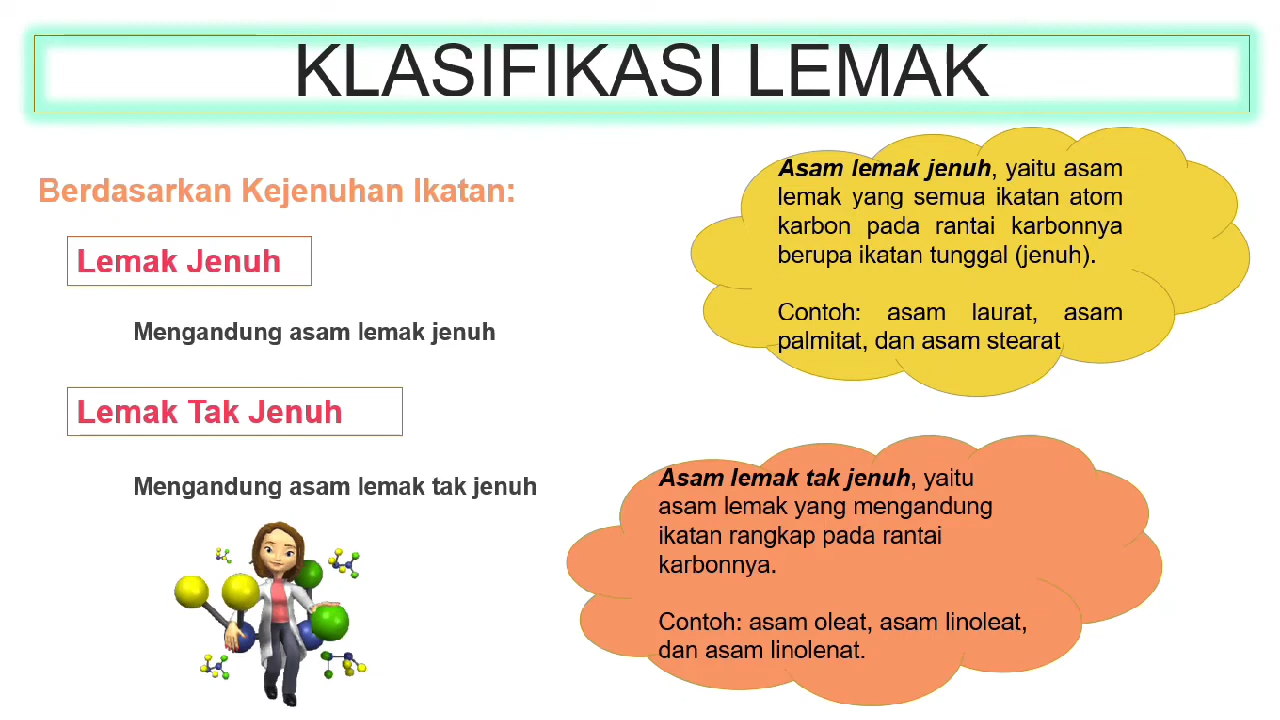 KLASIFIKASI LEMAK
Berdasarkan Kejenuhan Ikatan:
Lemak Jenuh
Mengandung asam lemak jenuh
Lemak Tak Jenuh
Mengandung asam lemak tak jenuh
Asam lemak jenuh, yaitu asam
lemak yang semua ikatan atom
karbon pada rantai karbonnya
berupa ikatan tunggal (jenuh).
Contoh: asam laurat, asam
palmitat, dan asam stearat
Asam lemak tak jenuh, yaitu
asam lemak yang mengandung
ikatan rangkap pada rantai
karbonnya.
Contoh: asam oleat, asam linoleat,
dan asam linolenat.